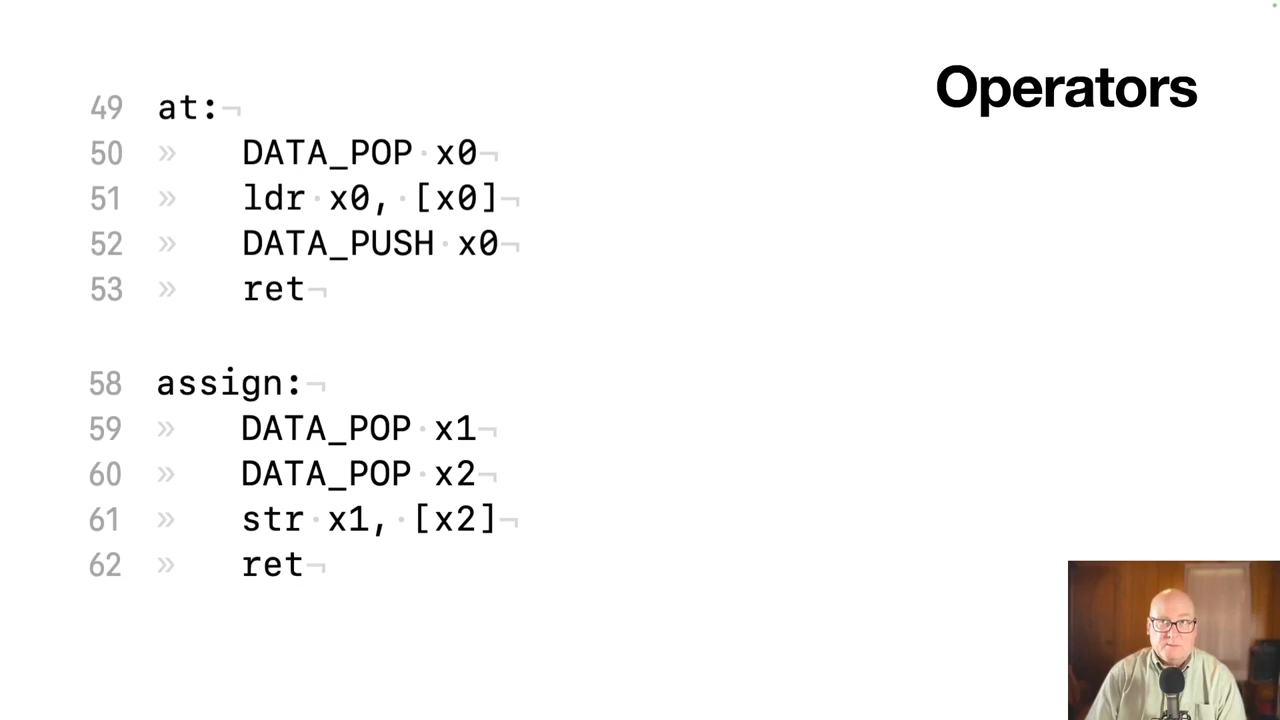 Operators
49 at:¬
50 » DATA_POP·x0¬
51 » ldr·x0,·[x0]¬
52 » DATA_PUSH·x0¬
53 » ret¬
58 assign:¬
59 » DATA_POP·x1¬
60 » DATA_POP·x2¬
61 » str·x1,·[x2]¬
62 » ret¬